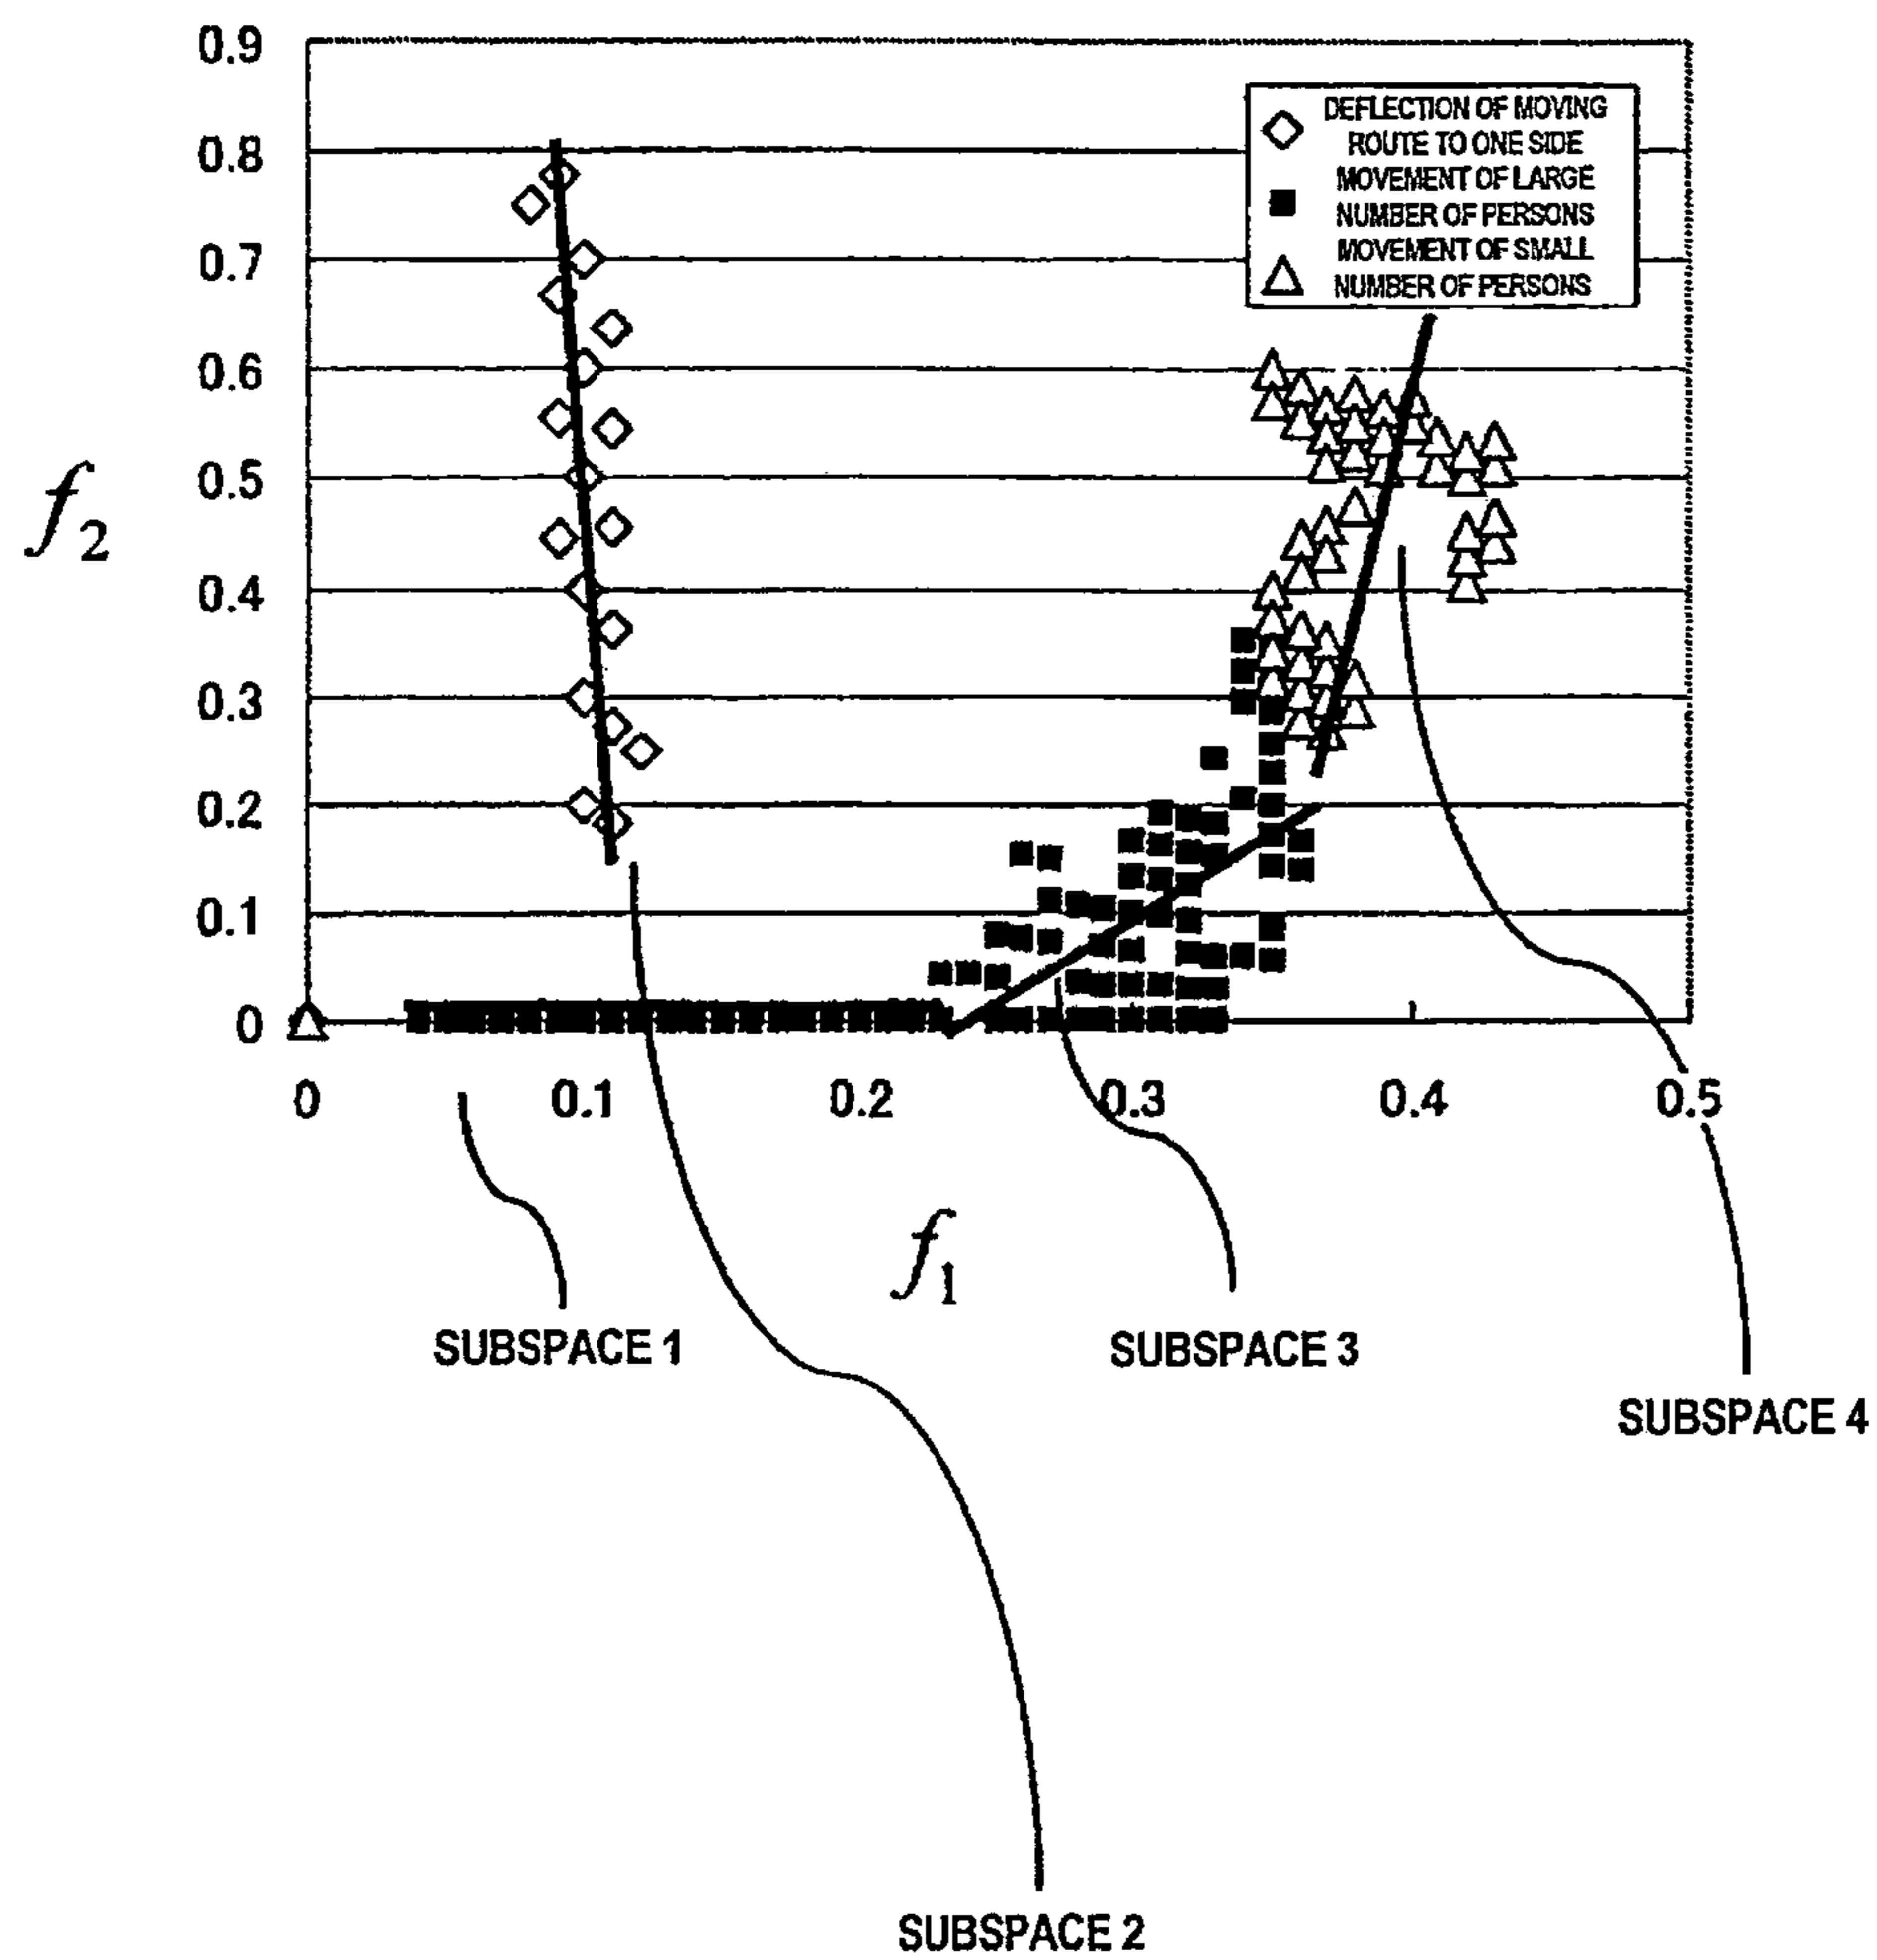 0.9
0.8
0.7
0.6
0.5
0.4
0.3
0.2
0.1
0
f2
DEFLECTION OF MOVING
ROUTE TO ONE SIDE
MOVEMENT OF LARGE
NUMBER OF PERSONS
MOVEMENT OF SMALL
NUMBER OF PERSONS
0 0.1 0.2 0.3 0.4 0.5
f1
SUBSPACE 1
SUBSPACE 3
SUBSPACE 4
SUBSPACE 2